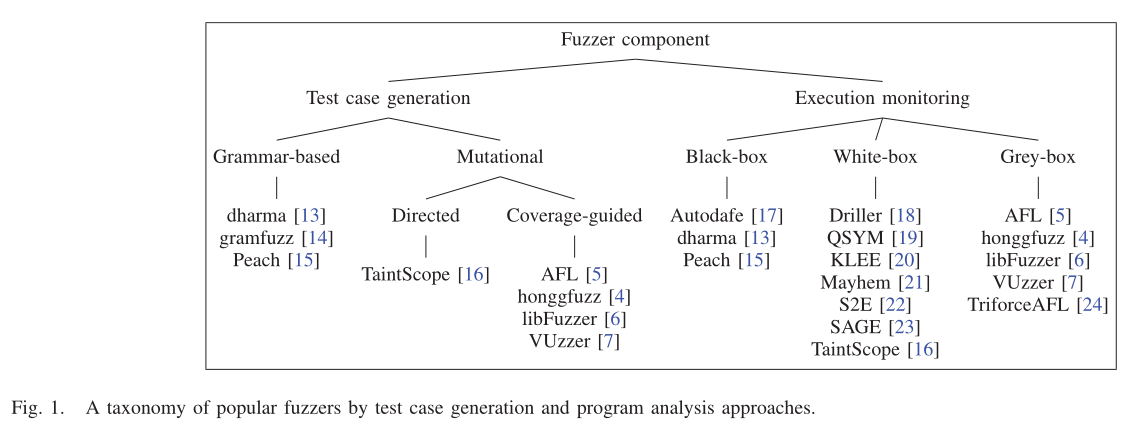 Fuzzer component
Test case generation
Execution monitoring
Grammar-based
Mutational
Black-box
White-box
Grey-box
dharma [13]
gramfuzz [14]
Peach [15]
Directed
TaintScope [16]
Coverage-guided
AFL [5]
honggfuzz [4]
libFuzzer [6]
VUzzer [7]
Autodafe [17]
dharma [13]
Peach [15]
Driller [18]
QSYM [19]
KLEE [20]
Mayhem [21]
S2E [22]
SAGE [23]
TaintScope [16]
AFL [5]
honggfuzz [4]
libFuzzer [6]
VUzzer [7]
TriforceAFL [24]
Fig. 1. A taxonomy of popular fuzzers by test case generation and program analysis approaches.